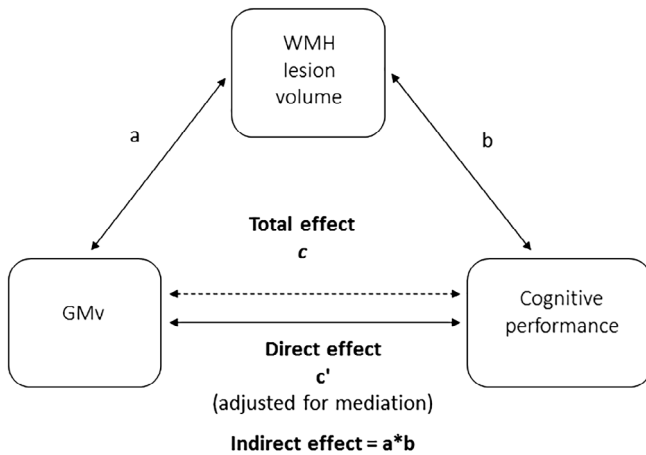 WMH
lesion
volume
a
b
Total effect
c
GMv
Cognitive
performance
Direct effect
c'
(adjusted for mediation)
Indirect effect = a*b